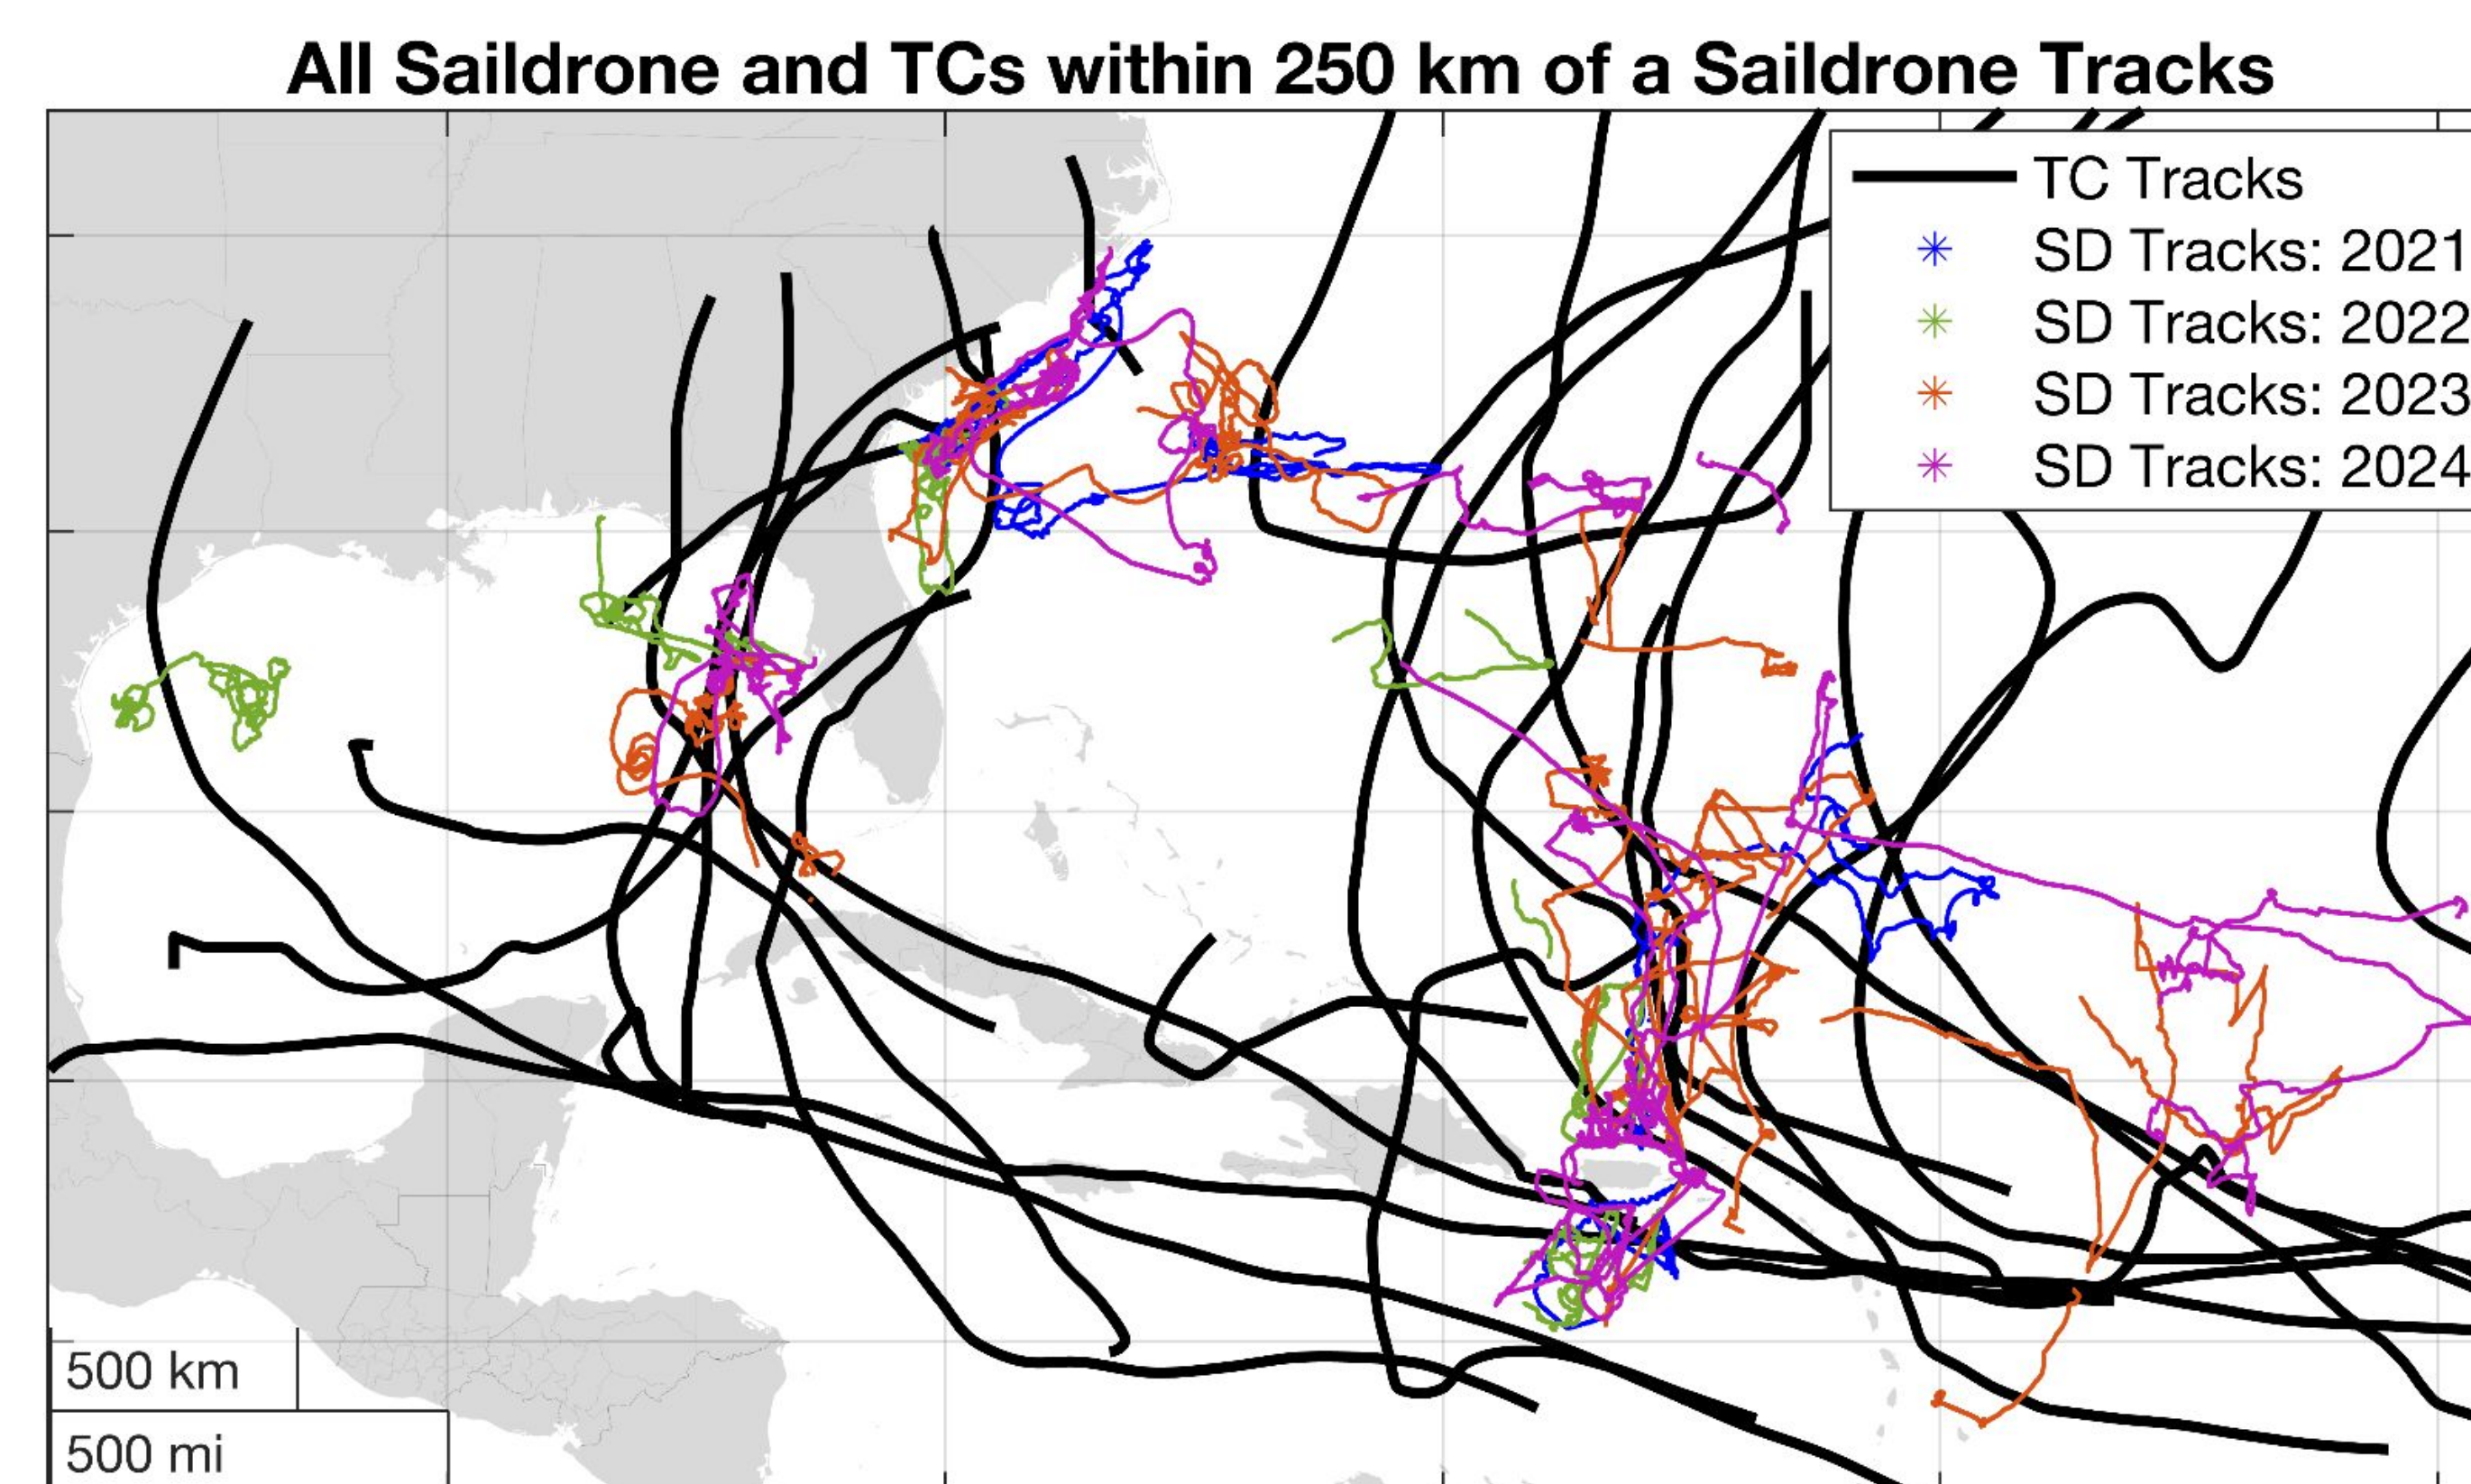 All Saildrone and TCs within 250 km of a Saildrone Tracks
TC Tracks
SD Tracks: 2021
SD Tracks: 2022
SD Tracks: 2023
SD Tracks: 2024
500 km
500 mi